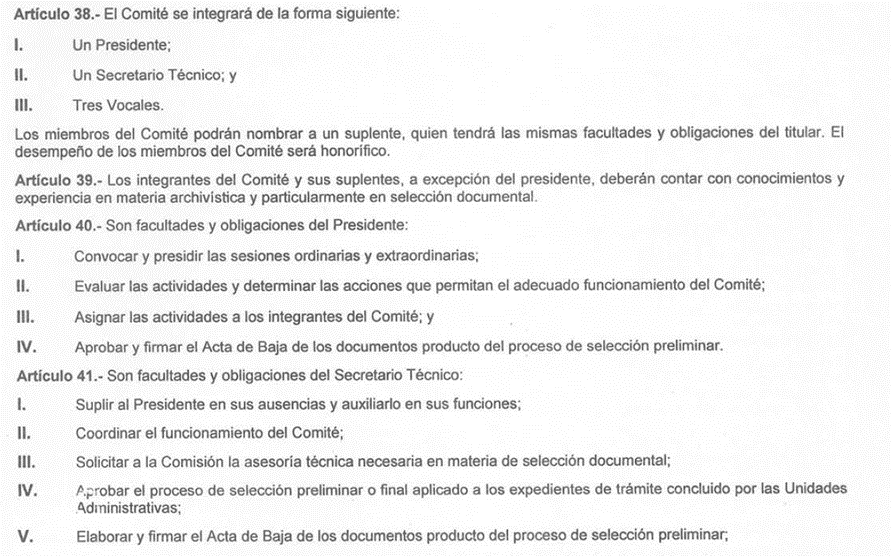 Artículo 38.- El Comité se integrará de la forma siguiente:
I. Un Presidente;
II. Un Secretario Técnico; y
III. Tres Vocales.
Los miembros del Comité podrán nombrar a un suplente, quien tendrá las mismas facultades y obligaciones del titular. El
desempeño de los miembros del Comité será honorífico.
Artículo 39.- Los integrantes del Comité y sus suplentes, a excepción del presidente, deberán contar con conocimientos y
experiencia en materia archivística y particularmente en selección documental.
Artículo 40.- Son facultades y obligaciones del Presidente:
I. Convocar y presidir las sesiones ordinarias y extraordinarias;
II. Evaluar las actividades y determinar las acciones que permitan el adecuado funcionamiento del Comité;
III. Asignar las actividades a los integrantes del Comité; y
IV. Aprobar y firmar el Acta de Baja de los documentos producto del proceso de selección preliminar.
Artículo 41.- Son facultades y obligaciones del Secretario Técnico:
I. Suplir al Presidente en sus ausencias y auxiliarlo en sus funciones;
II. Coordinar el funcionamiento del Comité;
III. Solicitar a la Comisión la asesoría técnica necesaria en materia de selección documental;
IV. Aprobar el proceso de selección preliminar o final aplicado a los expedientes de trámite concluido por las Unidades
Administrativas;
V. Elaborar y firmar el Acta de Baja de los documentos producto del proceso de selección preliminar;